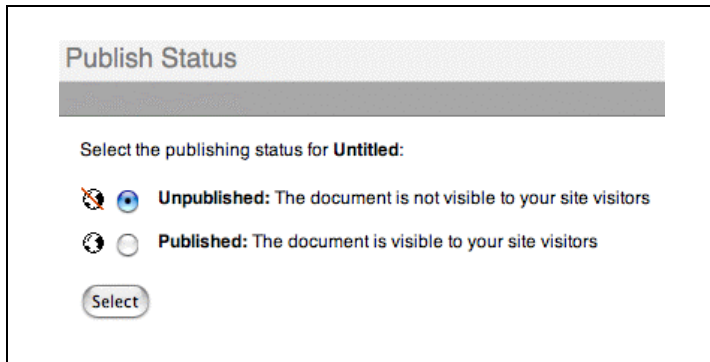 Publish Status
Select the publishing status for Untitled:
Unpublished: The document is not visible to your site visitors
Published: The document is visible to your site visitors
Select